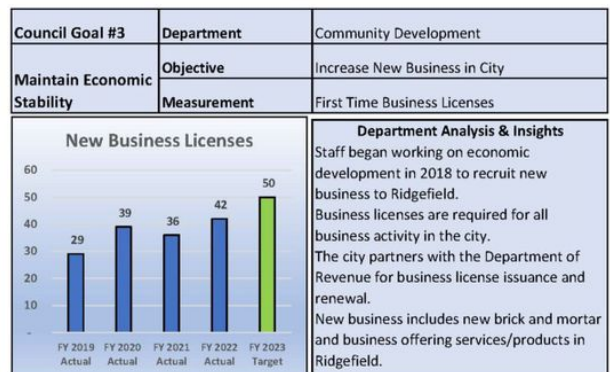 Council Goal #3
Department
Community Development
Maintain Economic
Stability
Objective
Increase New Business in City
Measurement
First Time Business Licenses
New Business Licenses
60
50
40
30
20
10
-
29
39
36
42
50
FY 2019
Actual
FY 2020
Actual
FY 2021
Actual
FY 2022
Actual
FY 2023
Target
Department Analysis & Insights
Staff began working on economic
development in 2018 to recruit new
business to Ridgefield.
Business licenses are required for all
business activity in the city.
The city partners with the Department of
Revenue for business license issuance and
renewal.
New business includes new brick and mortar
and business offering services/products in
Ridgefield.